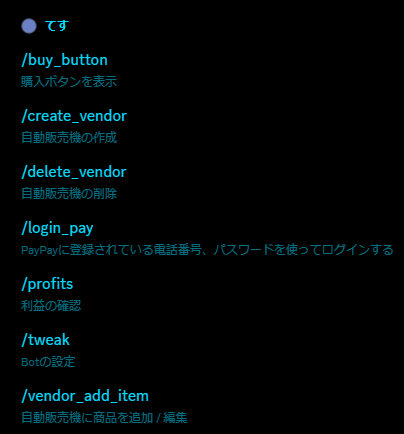 てす
/buy_button
購入ボタンを表示
/create_vendor
自動販売機の作成
/delete_vendor
自動販売機の削除
/login_pay
PayPayに登録されている電話番号、パスワードを使ってログインする
/profits
利益の確認
/tweak
Botの設定
/vendor_add_item
自動販売機に商品を追加 / 編集